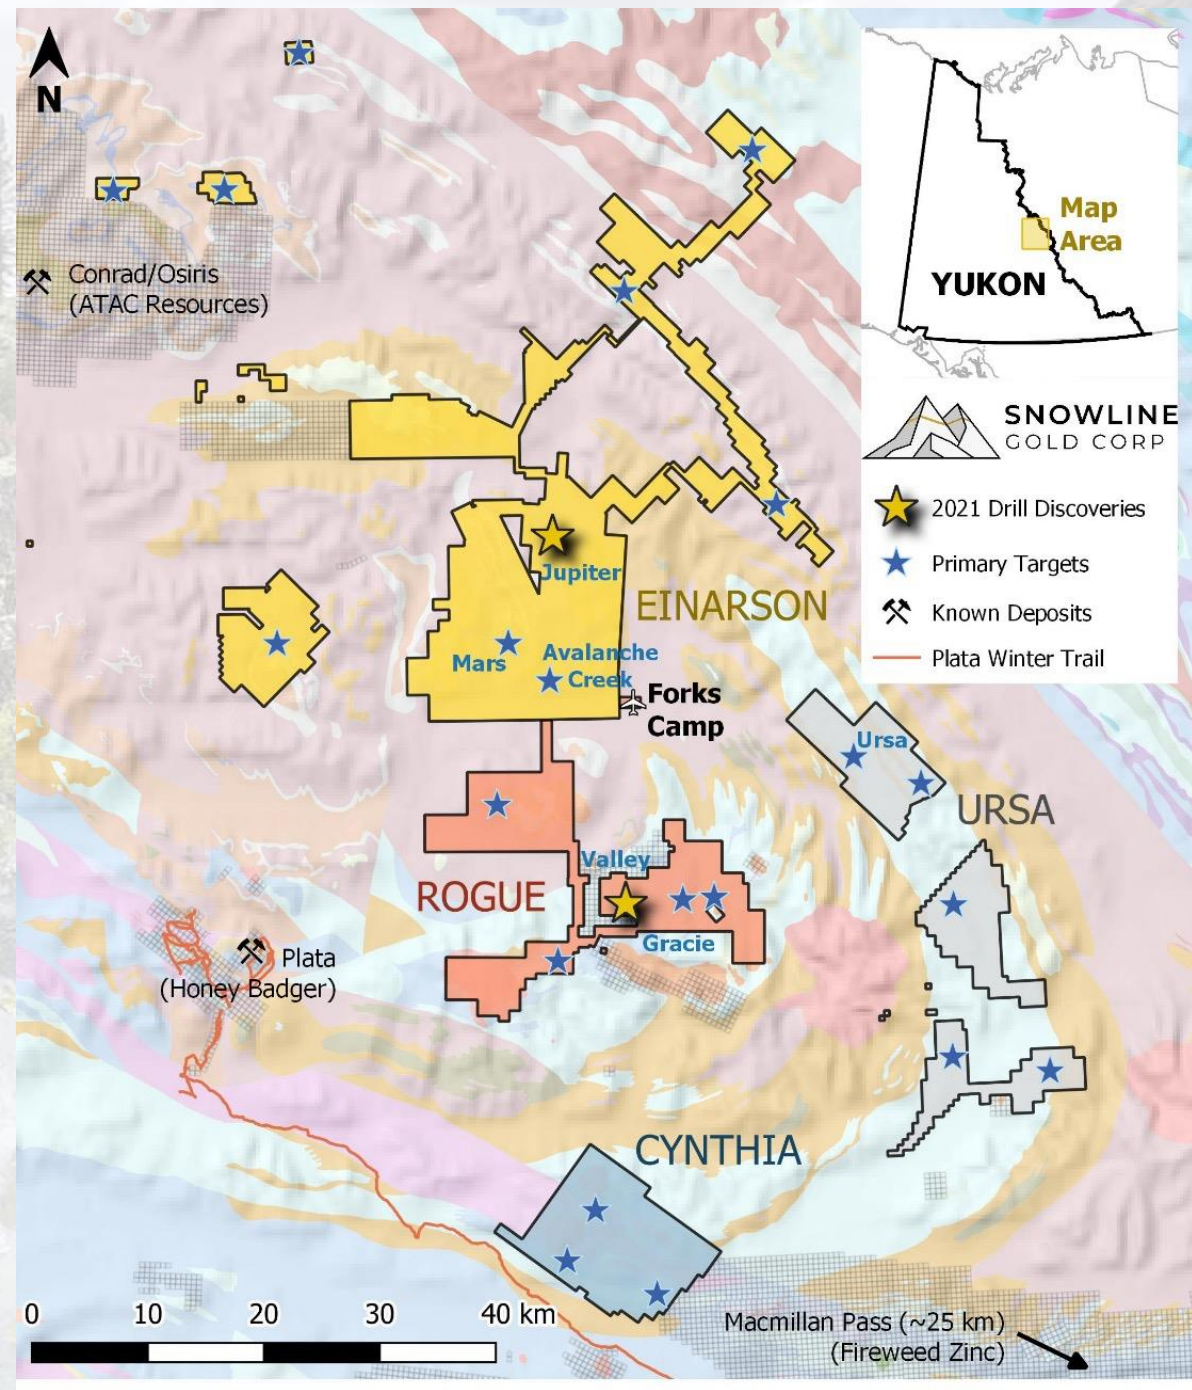 N
Map
Area
YUKON
Conrad/Osiris
(ATAC Resources)
SNOWLINE
GOLD CORP
2021 Drill Discoveries
Primary Targets
Known Deposits
Plata Winter Trail
Jupiter
EINARSON
Mars
Avalanche
Creek
Forks
Camp
Ursa
URSA
Valley
ROGUE
Gracie
Plata
(Honey Badger)
CYNTHIA
0 10 20 30 40 km
Macmillan Pass (~25 km)
(Fireweed Zinc)